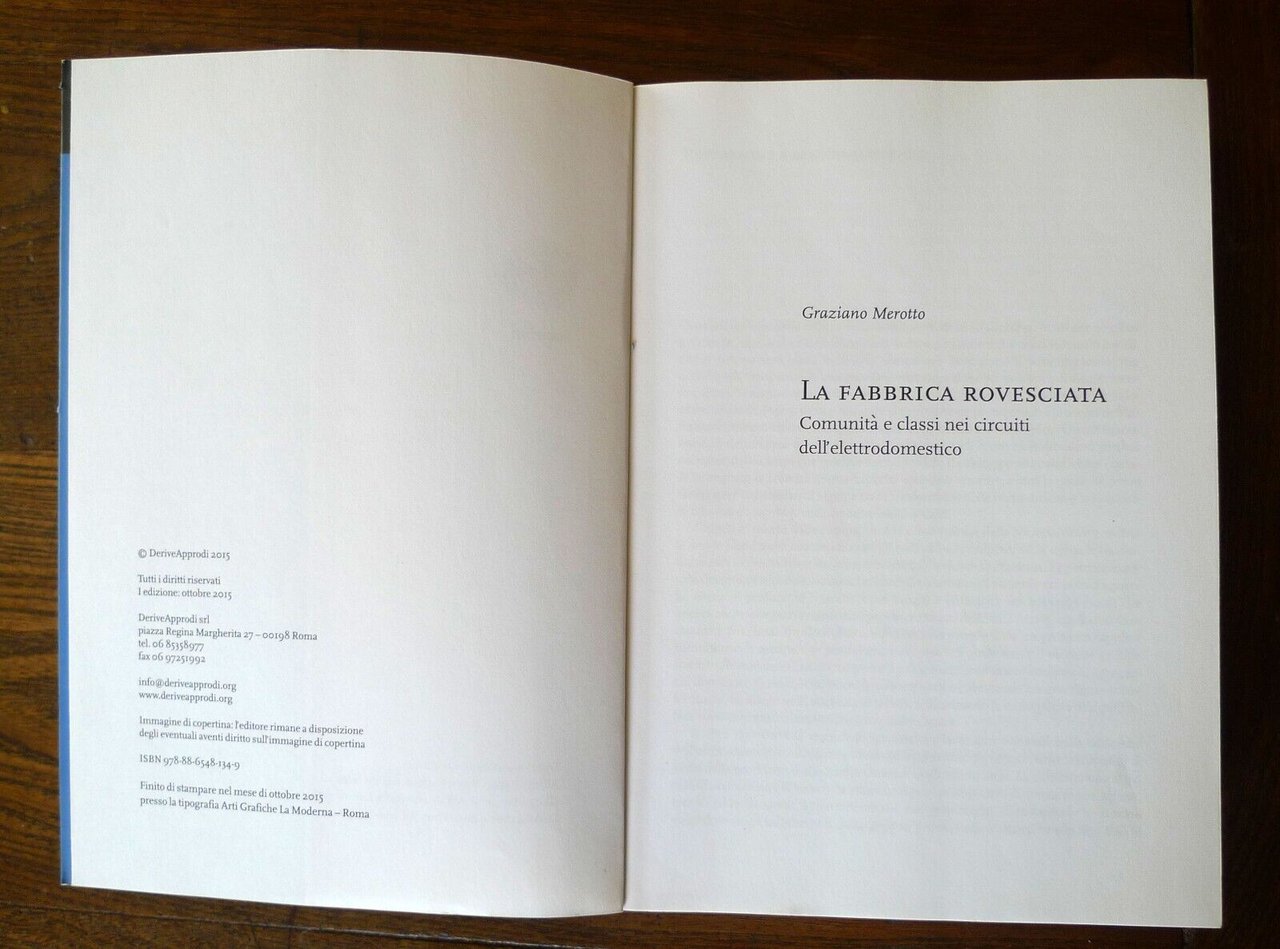 © DeriveApprodi 2015
Tutti i diritti riservati
I edizione: ottobre 2015
DeriveApprodi srl
piazza Regina Margherita 27 – 00198 Roma
tel. 06 85358977
fax 06 97251992
info@deriveapprodi.org
www.deriveapprodi.org
Immagine di copertina: l'editore rimane a disposizione
degli eventuali aventi diritto sull'immagine di copertina
ISBN 978-88-6548-134-9
Finito di stampare nel mese di ottobre 2015
presso la tipografia Arti Grafiche La Moderna – Roma
Graziano Merotto
La fabbrica rovesciata
Comunità e classi nei circuiti
dell'elettrodomestico